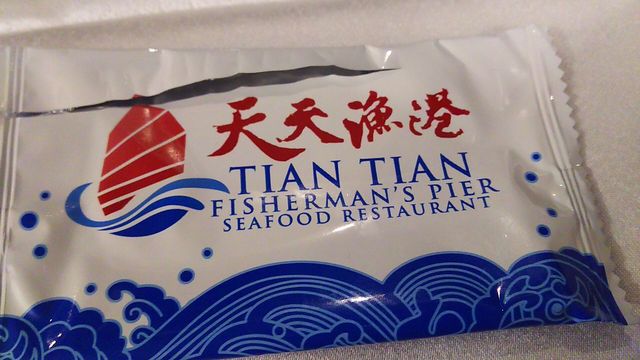 天天漁港
TIAN TIAN
FISHERMAN'S PIER
SEAFOOD RESTAURANT